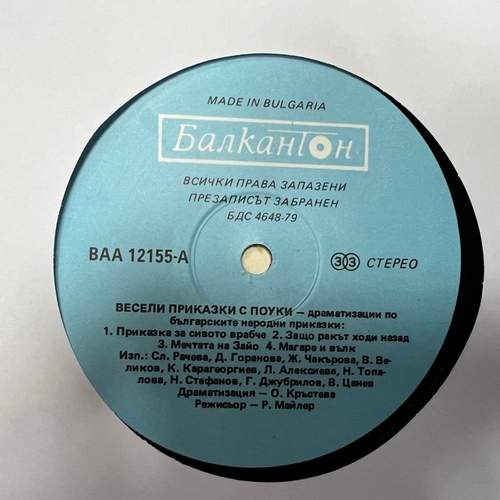 MADE IN BULGARIA
Балкантон
ВСИЧКИ ПРАВА ЗАПАЗЕНИ
ПРЕЗАПИСЪТ ЗАБРАНЕН
БДС 4648-79
ВАА 12155-А
33 СТЕРЕО
ВЕСЕЛИ ПРИКАЗКИ С ПОУКИ — драматизации по
българските народни приказки:
1. Приказка за сивото врабче 2. Защо ракът ходи назад
3. Мечтата на Зайо 4. Магаре и вълк
Изп.: Сл. Рачева, Д. Горанова, Ж. Чакърова, В. Ве-
ликов, К. Карагеоргиев, Л. Алексиева, Н. Топа-
лова, Н. Стефанов, Г. Джубрилов, В. Цанев
Драматизация — О. Кръстева
Режисьор — Р. Майлер